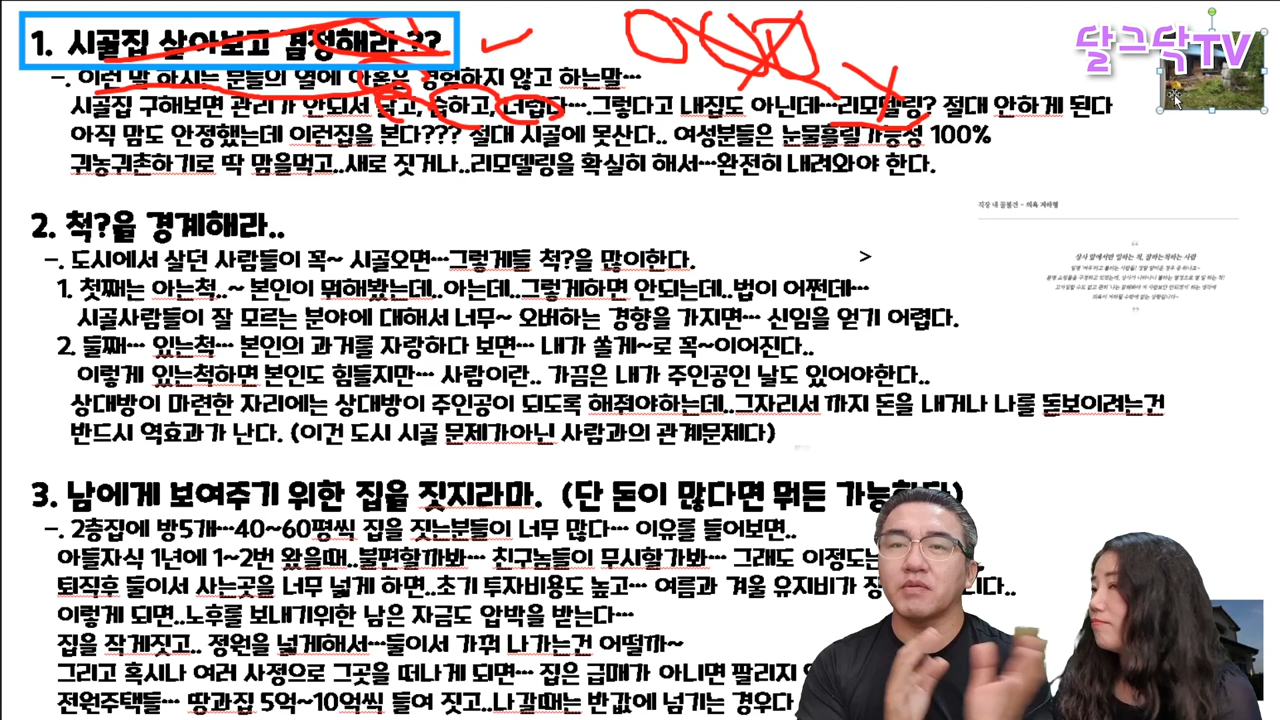 달그닥TV
1. 시골집 살아보고 결정해라.??
-. 이런 말 하시는 분들의 열에 아홉은 경험하지 않고 하는말…
시골집 구해보면 관리가 안되서 낡고, 습하고, 더럽다….그렇다고 내집도 아닌데…리모델링? 절대 안하게 된다
아직 맘도 안정했는데 이런집을 본다??? 절대 시골에 못산다.. 여성분들은 눈물흘릴가능성 100%
귀농귀촌하기로 딱 맘을먹고..새로 짓거나..리모델링을 확실히 해서…완전히 내려와야 한다.
직장 내 꼴불견 - 의욕 저하형
2. 척?을 경계해라..
-. 도시에서 살던 사람들이 꼭~ 시골오면…그렇게들 척?을 많이한다.
>
상사 앞에서만 일하는 척, 잘하는척하는 사람
1. 첫째는 아는척..~ 본인이 뭐해봤는데..아는데..그렇게하면 안되는데..법이 어쩐데…
시골사람들이 잘 모르는 분야에 대해서 너무~ 오버하는 경향을 가지면… 신임을 얻기 어렵다.
2. 둘째… 있는척… 본인의 과거를 자랑하다 보면… 내가 쏠게~로 꼭~이어진다..
이렇게 있는척하면 본인도 힘들지만… 사람이란.. 가끔은 내가 주인공인 날도 있어야한다..
상대방이 마련한 자리에는 상대방이 주인공이 되도록 해줘야하는데..그자리서 까지 돈을 내거나 나를 돋보이려는건
반드시 역효과가 난다. (이건 도시 시골 문제가아닌 사람과의 관계문제다)
3. 남에게 보여주기 위한 집을 짓지라마. (단 돈이 많다면 뭐든 가능하다)
-. 2층집에 방5개…40~60평씩 집을 짓는분들이 너무 많다… 이유를 들어보면..
아들자식 1년에 1~2번 왔을때..불편할까봐… 친구놈들이 무시할가봐… 그래도 이정도는
퇴직후 둘이서 사는곳을 너무 넓게 하면..초기 투자비용도 높고… 여름과 겨울 유지비가
이렇게 되면..노후를 보내기위한 남은 자금도 압박을 받는다…
집을 작게짓고.. 정원을 넓게해서…둘이서 가꿔 나가는건 어떨까~
그리고 혹시나 여러 사정으로 그곳을 떠나게 되면… 집은 급매가 아니면 팔리지
전원주택들… 땅과집 5억~10억씩 들여 짓고..나갈때는 반값에 넘기는 경우다